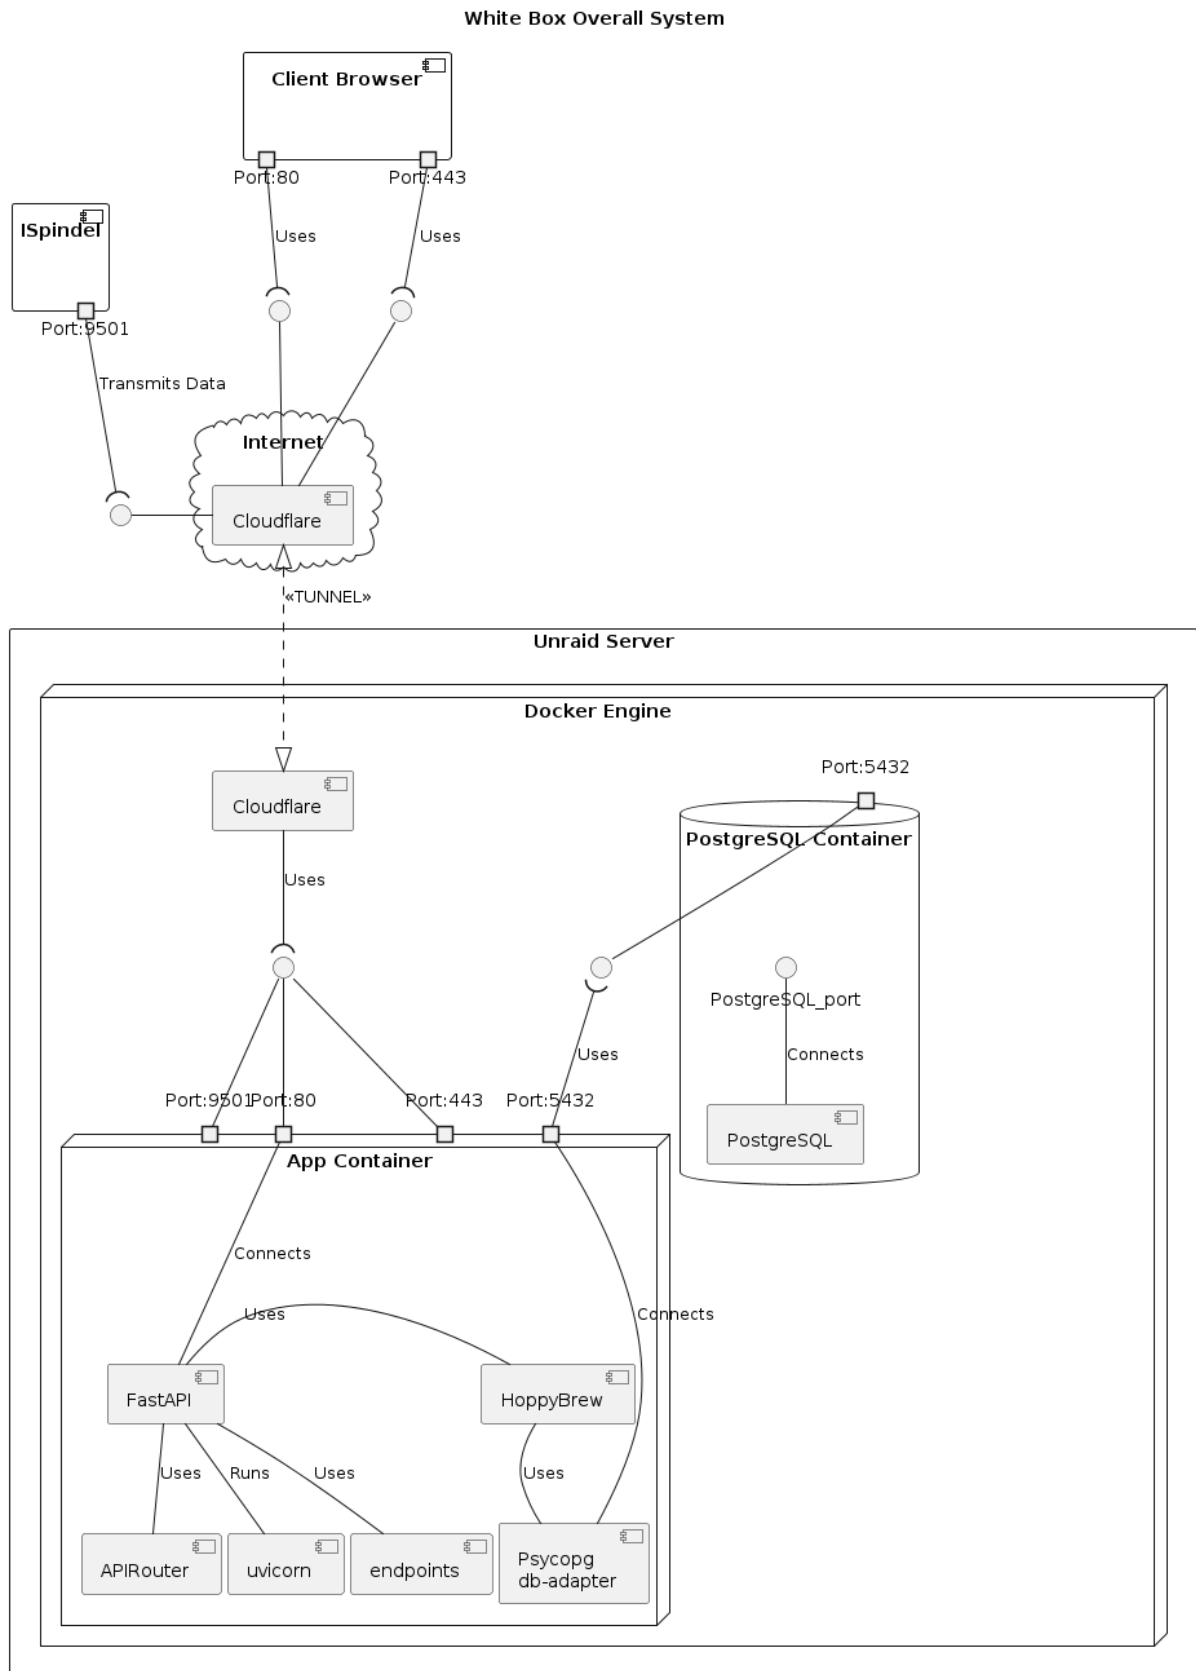 White Box Overall System
Client Browser
Port:80
Port:443
ISpindel
Uses
Uses
Port:9501
Transmits Data
Internet
Cloudflare
«TUNNEL»
Unraid Server
Docker Engine
Port:5432
Cloudflare
PostgreSQL Container
Uses
PostgreSQL_port
Uses
Connects
Port:9501
Port:80
Port:443
Port:5432
PostgreSQL
App Container
Connects
Uses
Connects
FastAPI
HoppyBrew
Uses
Runs
Uses
Uses
APIRouter
uvicorn
endpoints
Psycopg
db-adapter